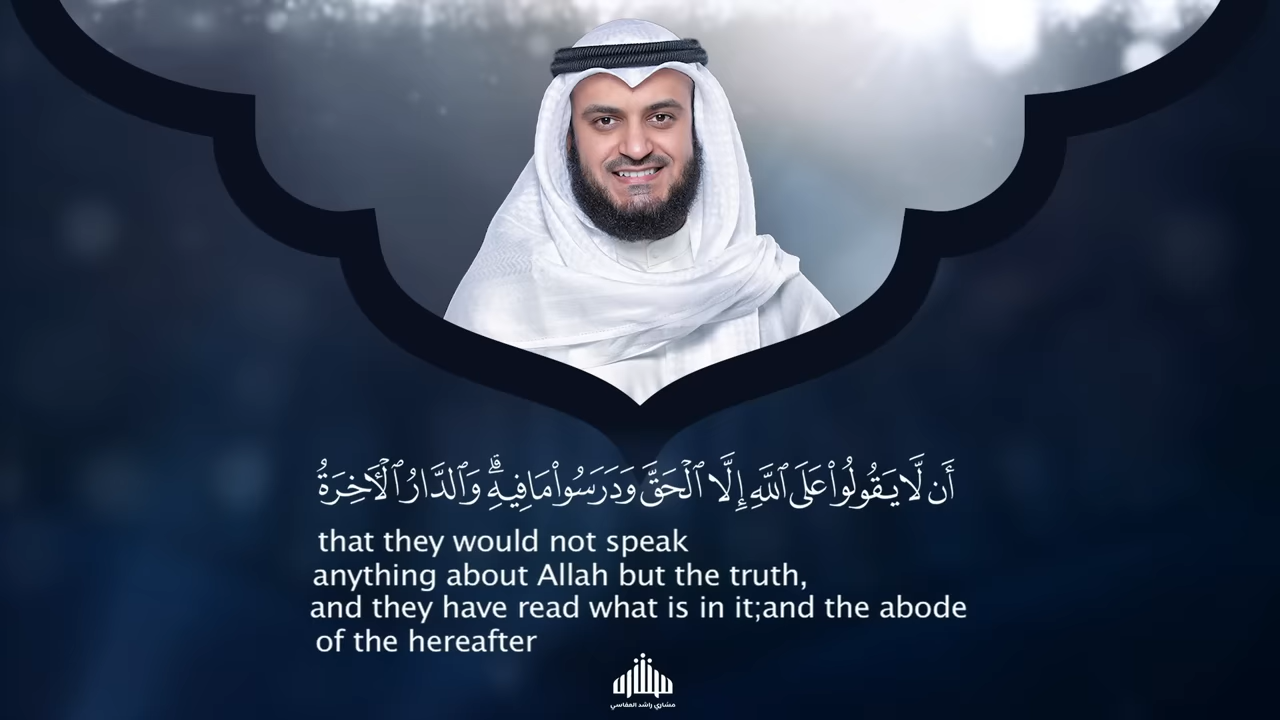 أَن لَّا يَقُولُوا۟ عَلَى ٱللَّهِ إِلَّا ٱلْحَقَّ وَدَرَسُوا۟ مَا فِيهِ ۗ وَٱلدَّارُ ٱلْـَٔاخِرَةُ
that they would not speak
anything about Allah but the truth,
and they have read what is in it;and the abode
of the hereafter
مشاري راشد العفاسي